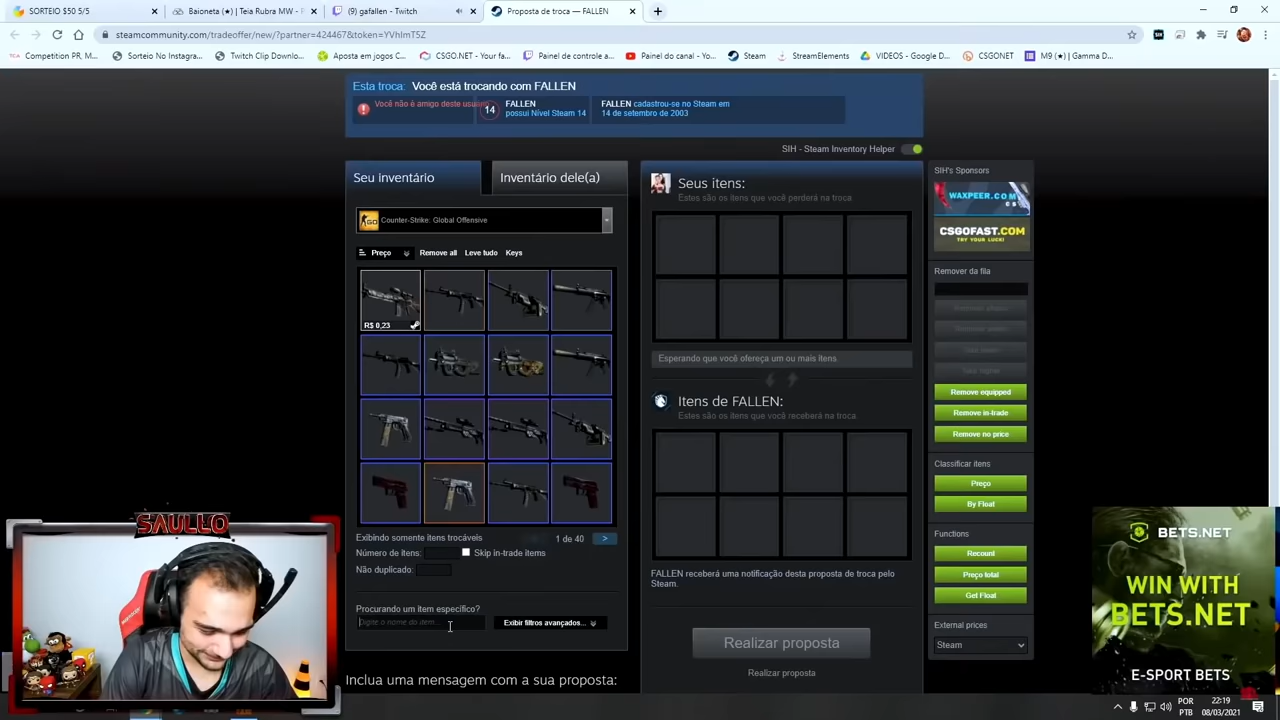 SORTEIO $50 5/5
Baioneta (★) | Teia Rubra MW - R
(2) gafallen - Twitch
Proposta de troca — FALLEN
steamcommunity.com/tradeoffer/new/?partner=424467&token=YVhImT5Z
Competition PR, M...
Sorteio No Instagra...
Twitch Clip Downlo...
Aposta em jogos C...
CSGO.NET - Your fa...
Painel de controle a...
Painel do canal - Yo...
Steam
StreamElements
VIDEOS - Google D...
CSGONET
M9 (★) | Gamma D...
Esta troca: Você está trocando com FALLEN
Você não é amigo deste
14
FALLEN
possui Nível Steam 14
FALLEN cadastrou-se no Steam em
14 de setembro de 2003
SIH - Steam Inventory Helper
Seu inventário
Inventário dele(a)
Counter-Strike: Global Offensive
Preço
Remove all
Leve tudo
Keys
R$ 0,23
Exibindo somente itens trocáveis
1 de 40
>
Número de itens:
Skip in-trade items
Não duplicado:
Procurando um item específico?
Digite o nome do item...
Exibir filtros avançados...
Inclua uma mensagem com a sua proposta:
Seus itens:
Estes são os itens que você perderá na troca
Esperando que você ofereça um ou mais itens
Itens de FALLEN:
Estes são os itens que você receberá na troca
FALLEN receberá uma notificação desta proposta de troca pelo
Steam.
Realizar proposta
Realizar proposta
SIH's Sponsors
WAXPEER.COM
CSGOFAST.COM
TRY YOUR LUCK!
Remover da fila
Remove equipped
Remove in-trade
Remove no price
Classificar itens
Preço
By Float
Functions
Recount
Preço total
Get Float
External prices
Steam
SAULLO
BETS.NET
WIN WITH
BETS.NET
E-SPORT BETS
POR
PTB
22:19
08/03/2021